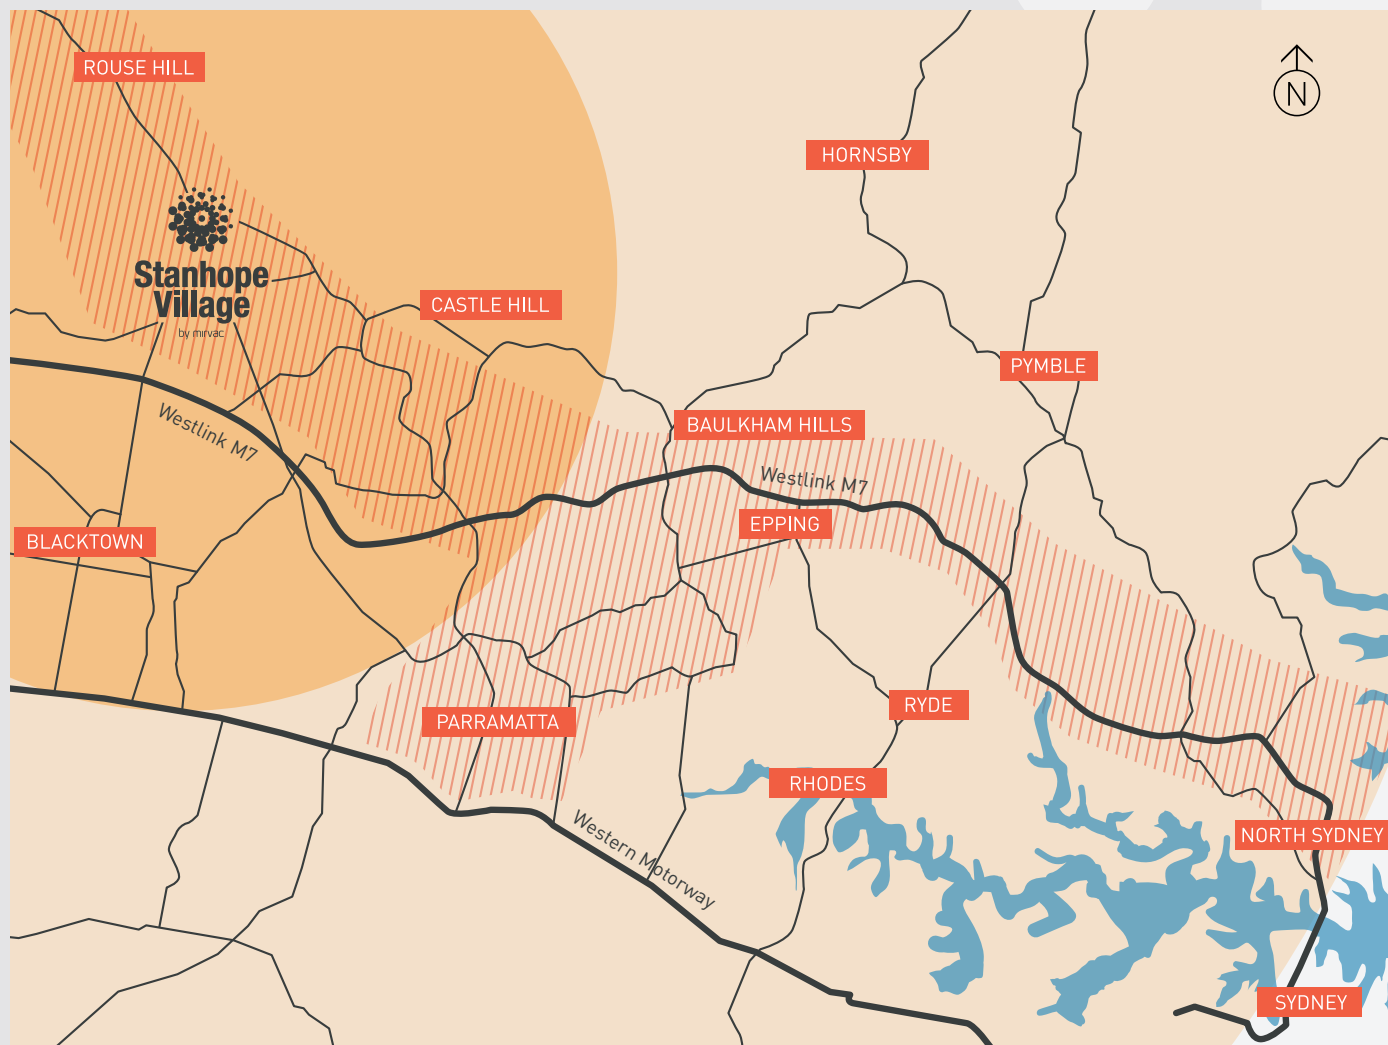 ROUSE HILL
N
HORNSBY
Stanhope
Village
by mirvac
CASTLE HILL
PYMBLE
BAULKHAM HILLS
Westlink M7
Westlink M7
EPPING
BLACKTOWN
RYDE
PARRAMATTA
RHODES
NORTH SYDNEY
Western Motorway
SYDNEY